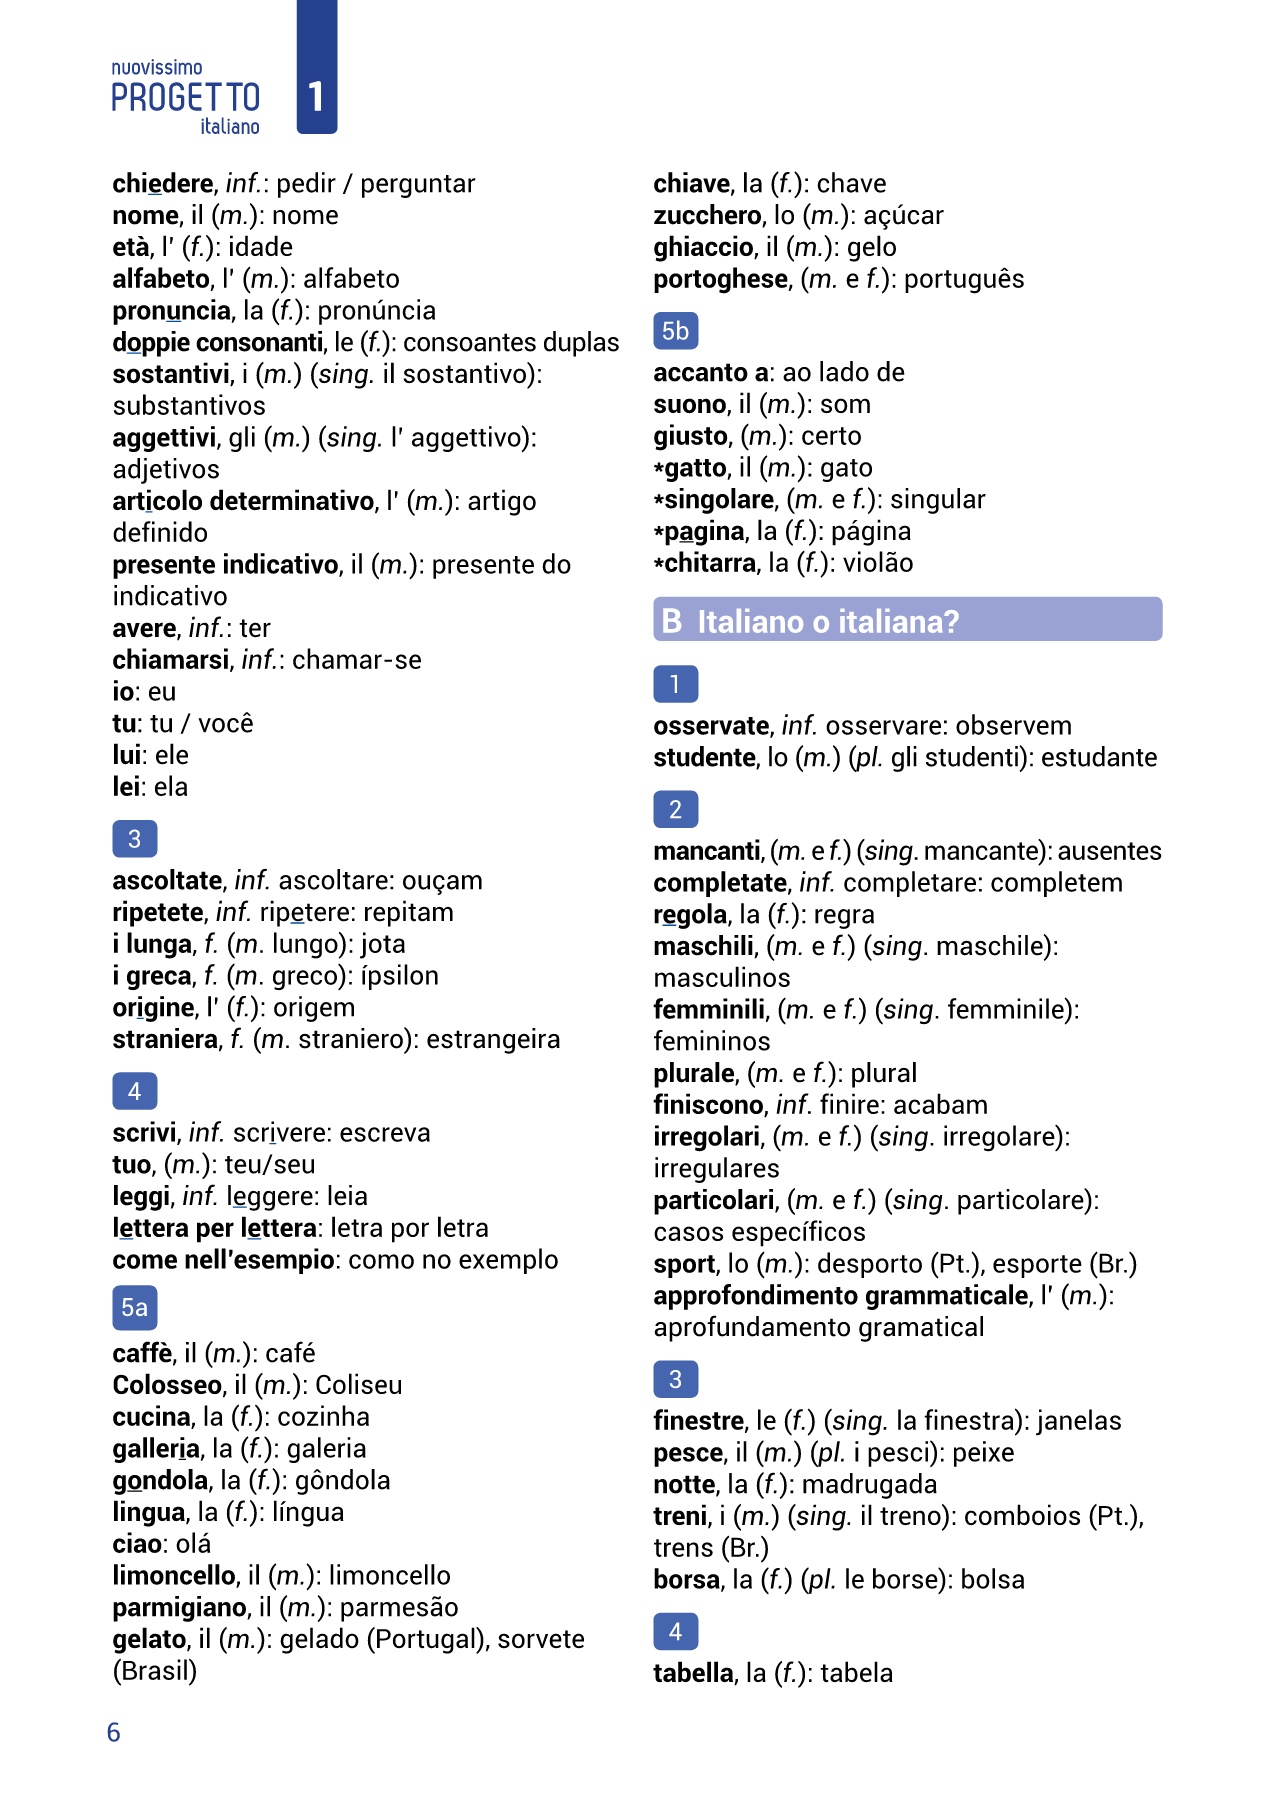 nuovissimo
PROGETTO
italiano
1
chiedere, inf.: pedir / perguntar
nome, il (m.): nome
età, l' (f.): idade
alfabeto, l' (m.): alfabeto
pronuncia, la (f.): pronúncia
doppie consonanti, le (f.): consoantes duplas
sostantivi, i (m.) (sing. il sostantivo):
substantivos
aggettivi, gli (m.) (sing. l' aggettivo):
adjetivos
articolo determinativo, l' (m.): artigo
definido
presente indicativo, il (m.): presente do
indicativo
avere, inf.: ter
chiamarsi, inf.: chamar-se
io: eu
tu: tu / você
lui: ele
lei: ela
3
ascoltate, inf. ascoltare: ouçam
ripetete, inf. ripetere: repitam
i lunga, f. (m. lungo): jota
i greca, f. (m. greco): ípsilon
origine, l' (f.): origem
straniera, f. (m. straniero): estrangeira
4
scrivi, inf. scrivere: escreva
tuo, (m.): teu/seu
leggi, inf. leggere: leia
lettera per lettera: letra por letra
come nell'esempio: como no exemplo
5a
caffè, il (m.): café
Colosseo, il (m.): Coliseu
cucina, la (f.): cozinha
galleria, la (f.): galeria
gondola, la (f.): gôndola
lingua, la (f.): língua
ciao: olá
limoncello, il (m.): limoncello
parmigiano, il (m.): parmesão
gelato, il (m.): gelado (Portugal), sorvete
(Brasil)
chiave, la (f.): chave
zucchero, lo (m.): açúcar
ghiaccio, il (m.): gelo
portoghese, (m. e f.): português
5b
accanto a: ao lado de
suono, il (m.): som
giusto, (m.): certo
*gatto, il (m.): gato
*singolare, (m. e f.): singular
*pagina, la (f.): página
*chitarra, la (f.): violão
B Italiano o italiana?
1
osservate, inf. osservare: observem
studente, lo (m.) (pl. gli studenti): estudante
2
mancanti, (m. e f.) (sing. mancante): ausentes
completate, inf. completare: completem
regola, la (f.): regra
maschili, (m. e f.) (sing. maschile):
masculinos
femminili, (m. e f.) (sing. femminile):
femininos
plurale, (m. e f.): plural
finiscono, inf. finire: acabam
irregolari, (m. e f.) (sing. irregolare):
irregulares
particolari, (m. e f.) (sing. particolare):
casos específicos
sport, lo (m.): desporto (Pt.), esporte (Br.)
approfondimento grammaticale, l' (m.):
aprofundamento gramatical
3
finestre, le (f.) (sing. la finestra): janelas
pesce, il (m.) (pl. i pesci): peixe
notte, la (f.): madrugada
treni, i (m.) (sing. il treno): comboios (Pt.),
trens (Br.)
borsa, la (f.) (pl. le borse): bolsa
4
tabella, la (f.): tabela
6